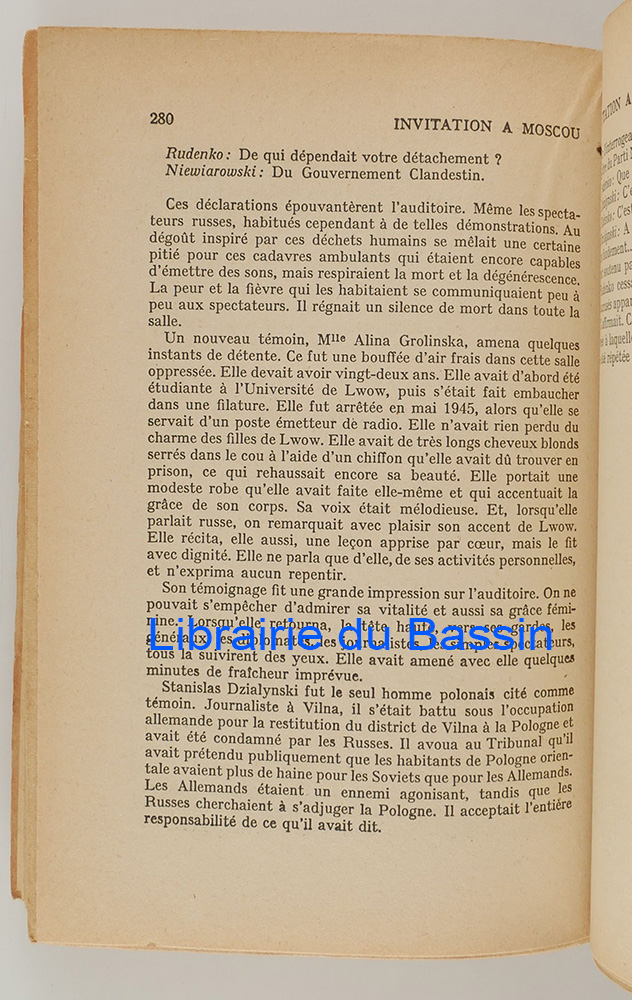 280
INVITATION A MOSCOU
Rudenko : De qui dépendait votre détachement ?
Niewiarowski : Du Gouvernement Clandestin.
Ces déclarations épouvantèrent l'auditoire. Même les specta-
teurs russes, habitués cependant à de telles démonstrations. Au
dégoût inspiré par ces déchets humains se mêlait une certaine
pitié pour ces cadavres ambulants qui étaient encore capables
d'émettre des sons, mais respiraient la mort et la dégénérescence.
La peur et la fièvre qui les habitaient se communiquaient peu à
peu aux spectateurs. Il régnait un silence de mort dans toute la
salle.
Un nouveau témoin, Mlle Alina Grolinska, amena quelques
instants de détente. Ce fut une bouffée d'air frais dans cette salle
oppressée. Elle devait avoir vingt-deux ans. Elle avait d'abord été
étudiante à l'Université de Lwow, puis s'était fait embaucher
dans une filature. Elle fut arrêtée en mai 1945, alors qu'elle se
servait d'un poste émetteur de radio. Elle n'avait rien perdu du
charme des filles de Lwow. Elle avait de très longs cheveux blonds
serrés dans le cou à l'aide d'un chiffon qu'elle avait dû trouver en
prison, ce qui rehaussait encore sa beauté. Elle portait une
modeste robe qu'elle avait faite elle-même et qui accentuait la
grâce de son corps. Sa voix était mélodieuse. Et, lorsqu'elle
parlait russe, on remarquait avec plaisir son accent de Lwow.
Elle récita, elle aussi, une leçon apprise par cœur, mais le fit
avec dignité. Elle ne parla que d'elle, de ses activités personnelles,
et n'exprima aucun repentir.
Son témoignage fit une grande impression sur l'auditoire. On ne
pouvait s'empêcher d'admirer sa vitalité et aussi sa grâce fémi-
nine. Lorsqu'elle retourna, la tête haute, vers ses gardes, les
généraux, les diplomates, les journalistes, les simples spectateurs,
tous la suivirent des yeux. Elle avait amené avec elle quelques
minutes de fraîcheur imprévue.
Stanislas Dzialynski fut le seul homme polonais cité comme
témoin. Journaliste à Vilna, il s'était battu sous l'occupation
allemande pour la restitution du district de Vilna à la Pologne et
avait été condamné par les Russes. Il avoua au Tribunal qu'il
avait prétendu publiquement que les habitants de Pologne orien-
tale avaient plus de haine pour les Soviets que pour les Allemands.
Les Allemands étaient un ennemi agonisant, tandis que les
Russes cherchaient à s'adjuger la Pologne. Il acceptait l'entière
responsabilité de ce qu'il avait dit.
Librairie du Bassin